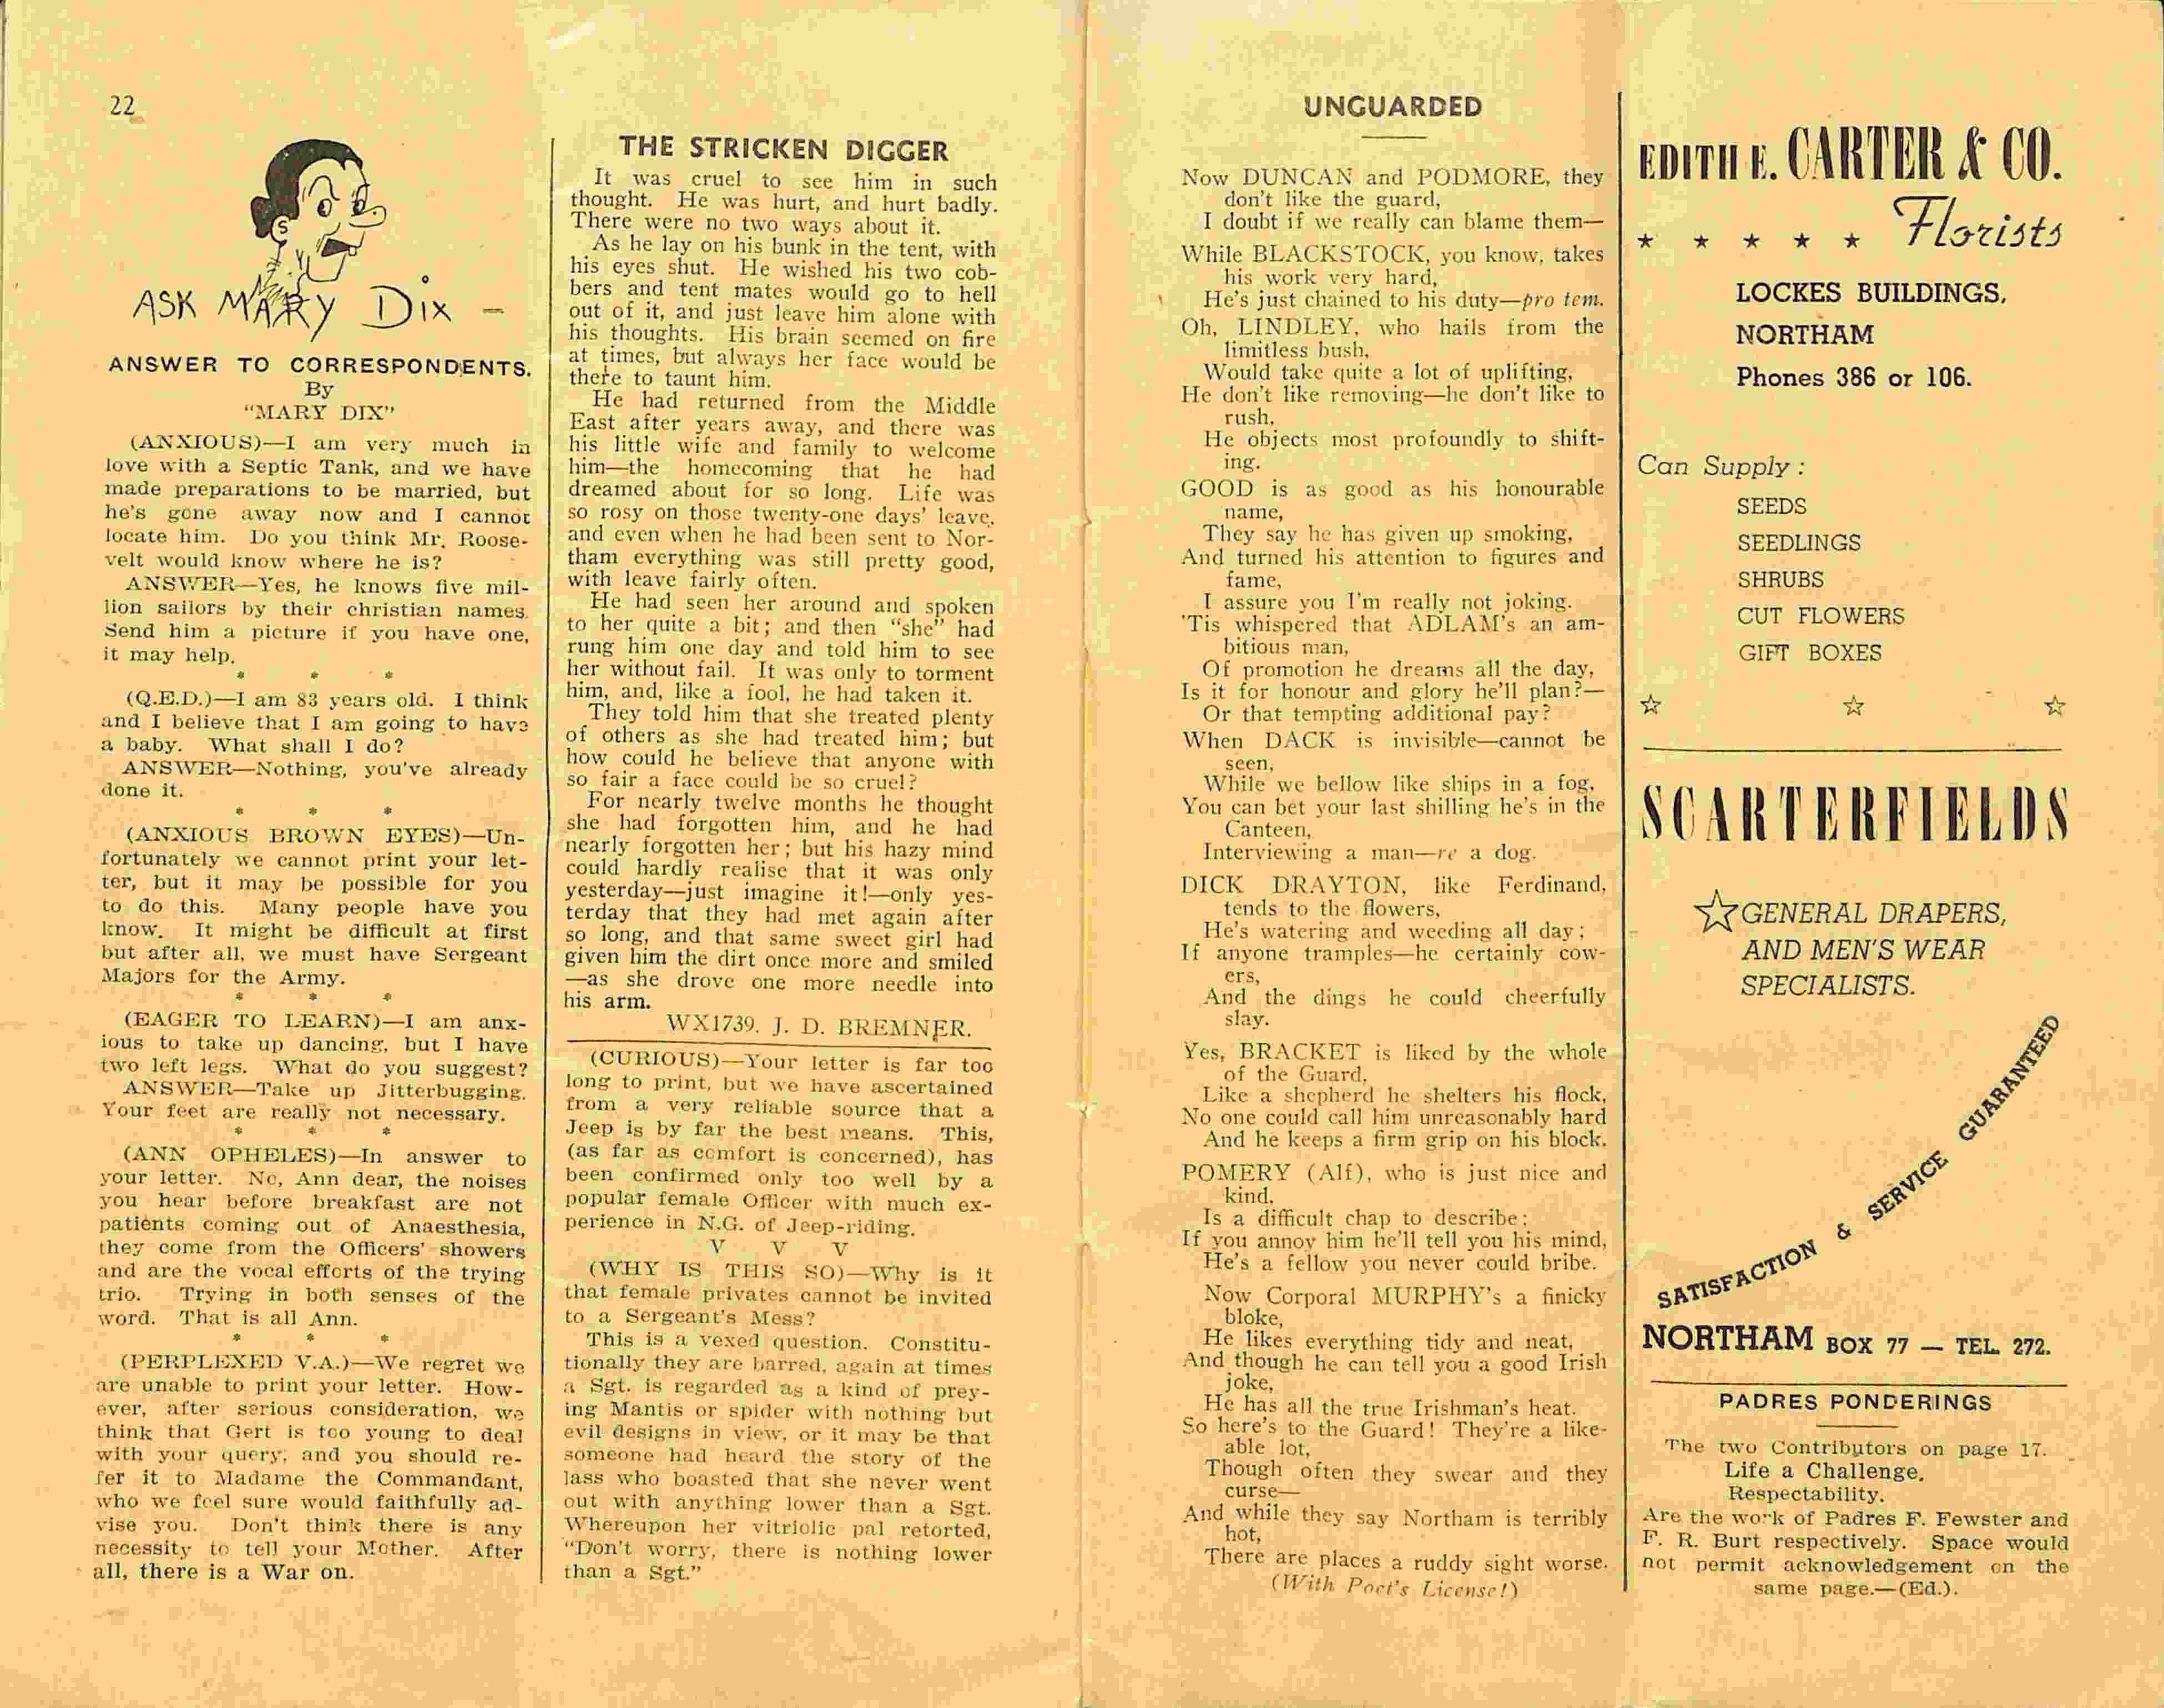 22
ASK MARY DIX -
ANSWER TO CORRESPONDENTS.
By
"MARY DIX"
(ANXIOUS)—I am very much in
love with a Septic Tank, and we have
made preparations to be married, but
he's gone away now and I cannot
locate him. Do you think Mr. Roose-
velt would know where he is?
ANSWER—Yes, he knows five mil-
lion sailors by their christian names.
Send him a picture if you have one,
it may help.
* * *
(Q.E.D.)—I am 83 years old. I think
and I believe that I am going to have
a baby. What shall I do?
ANSWER—Nothing, you've already
done it.
* * *
(ANXIOUS BROWN EYES)—Un-
fortunately we cannot print your let-
ter, but it may be possible for you
to do this. Many people have you
know. It might be difficult at first
but after all, we must have Sergeant
Majors for the Army.
* * *
(EAGER TO LEARN)—I am anx-
ious to take up dancing, but I have
two left legs. What do you suggest?
ANSWER—Take up Jitterbugging.
Your feet are really not necessary.
* * *
(ANN OPHELES)—In answer to
your letter. No, Ann dear, the noises
you hear before breakfast are not
patients coming out of Anaesthesia,
they come from the Officers' showers
and are the vocal efforts of the trying
trio. Trying in both senses of the
word. That is all Ann.
* * *
(PERPLEXED V.A.)—We regret we
are unable to print your letter. How-
ever, after serious consideration, we
think that Gert is too young to deal
with your query, and you should re-
fer it to Madame the Commandant,
who we feel sure would faithfully ad-
vise you. Don't think there is any
necessity to tell your Mother. After
all, there is a War on.
THE STRICKEN DIGGER
It was cruel to see him in such
thought. He was hurt, and hurt badly.
There were no two ways about it.
As he lay on his bunk in the tent, with
his eyes shut. He wished his two cob-
bers and tent mates would go to hell
out of it, and just leave him alone with
his thoughts. His brain seemed on fire
at times, but always her face would be
there to taunt him.
He had returned from the Middle
East after years away, and there was
his little wife and family to welcome
him—the homecoming that he had
dreamed about for so long. Life was
so rosy on those twenty-one days' leave,
and even when he had been sent to Nor-
tham everything was still pretty good,
with leave fairly often.
He had seen her around and spoken
to her quite a bit; and then "she" had
rung him one day and told him to see
her without fail. It was only to torment
him, and, like a fool, he had taken it.
They told him that she treated plenty
of others as she had treated him; but
how could he believe that anyone with
so fair a face could be so cruel?
For nearly twelve months he thought
she had forgotten him, and he had
nearly forgotten her; but his hazy mind
could hardly realise that it was only
yesterday—just imagine it!—only yes-
terday that they had met again after
so long, and that same sweet girl had
given him the dirt once more and smiled
—as she drove one more needle into
his arm.
WX1739. J. D. BREMNER.
(CURIOUS)—Your letter is far too
long to print, but we have ascertained
from a very reliable source that a
Jeep is by far the best means. This,
(as far as comfort is concerned), has
been confirmed only too well by a
popular female Officer with much ex-
perience in N.G. of Jeep-riding.
V V V
(WHY IS THIS SO)—Why is it
that female privates cannot be invited
to a Sergeant's Mess?
This is a vexed question. Constitu-
tionally they are barred, again at times
a Sgt. is regarded as a kind of prey-
ing Mantis or spider with nothing but
evil designs in view, or it may be that
someone had heard the story of the
lass who boasted that she never went
out with anything lower than a Sgt.
Whereupon her vitriolic pal retorted,
"Don't worry, there is nothing lower
than a Sgt."
UNGUARDED
Now DUNCAN and PODMORE, they
don't like the guard,
I doubt if we really can blame them—
While BLACKSTOCK, you know, takes
his work very hard,
He's just chained to his duty—pro tem.
Oh, LINDLEY, who hails from the
limitless bush,
Would take quite a lot of uplifting,
He don't like removing—he don't like to
rush,
He objects most profoundly to shift-
ing.
GOOD is as good as his honourable
name,
They say he has given up smoking,
And turned his attention to figures and
fame,
I assure you I'm really not joking.
'Tis whispered that ADLAM's an am-
bitious man,
Of promotion he dreams all the day,
Is it for honour and glory he'll plan?—
Or that tempting additional pay?
When DACK is invisible—cannot be
seen,
While we bellow like ships in a fog,
You can bet your last shilling he's in the
Canteen,
Interviewing a man—re a dog.
DICK DRAYTON, like Ferdinand,
tends to the flowers,
He's watering and weeding all day;
If anyone tramples—he certainly cow-
ers,
And the dings he could cheerfully
slay.
Yes, BRACKET is liked by the whole
of the Guard,
Like a shepherd he shelters his flock,
No one could call him unreasonably hard
And he keeps a firm grip on his block.
POMERY (Alf), who is just nice and
kind,
Is a difficult chap to describe;
If you annoy him he'll tell you his mind,
He's a fellow you never could bribe.
Now Corporal MURPHY's a finicky
bloke,
He likes everything tidy and neat,
And though he can tell you a good Irish
joke,
He has all the true Irishman's heat.
So here's to the Guard! They're a like-
able lot,
Though often they swear and they
curse—
And while they say Northam is terribly
hot,
There are places a ruddy sight worse.
(With Poet's License!)
EDITH E. CARTER & CO.
Florists
LOCKES BUILDINGS,
NORTHAM
Phones 386 or 106.
Can Supply :
SEEDS
SEEDLINGS
SHRUBS
CUT FLOWERS
GIFT BOXES
SCARTERFIELDS
GENERAL DRAPERS,
AND MEN'S WEAR
SPECIALISTS.
SATISFACTION & SERVICE GUARANTEED
NORTHAM BOX 77 — TEL. 272.
PADRES PONDERINGS
The two Contributors on page 17.
Life a Challenge.
Respectability.
Are the work of Padres F. Fewster and
F. R. Burt respectively. Space would
not permit acknowledgement on the
same page.—(Ed.).